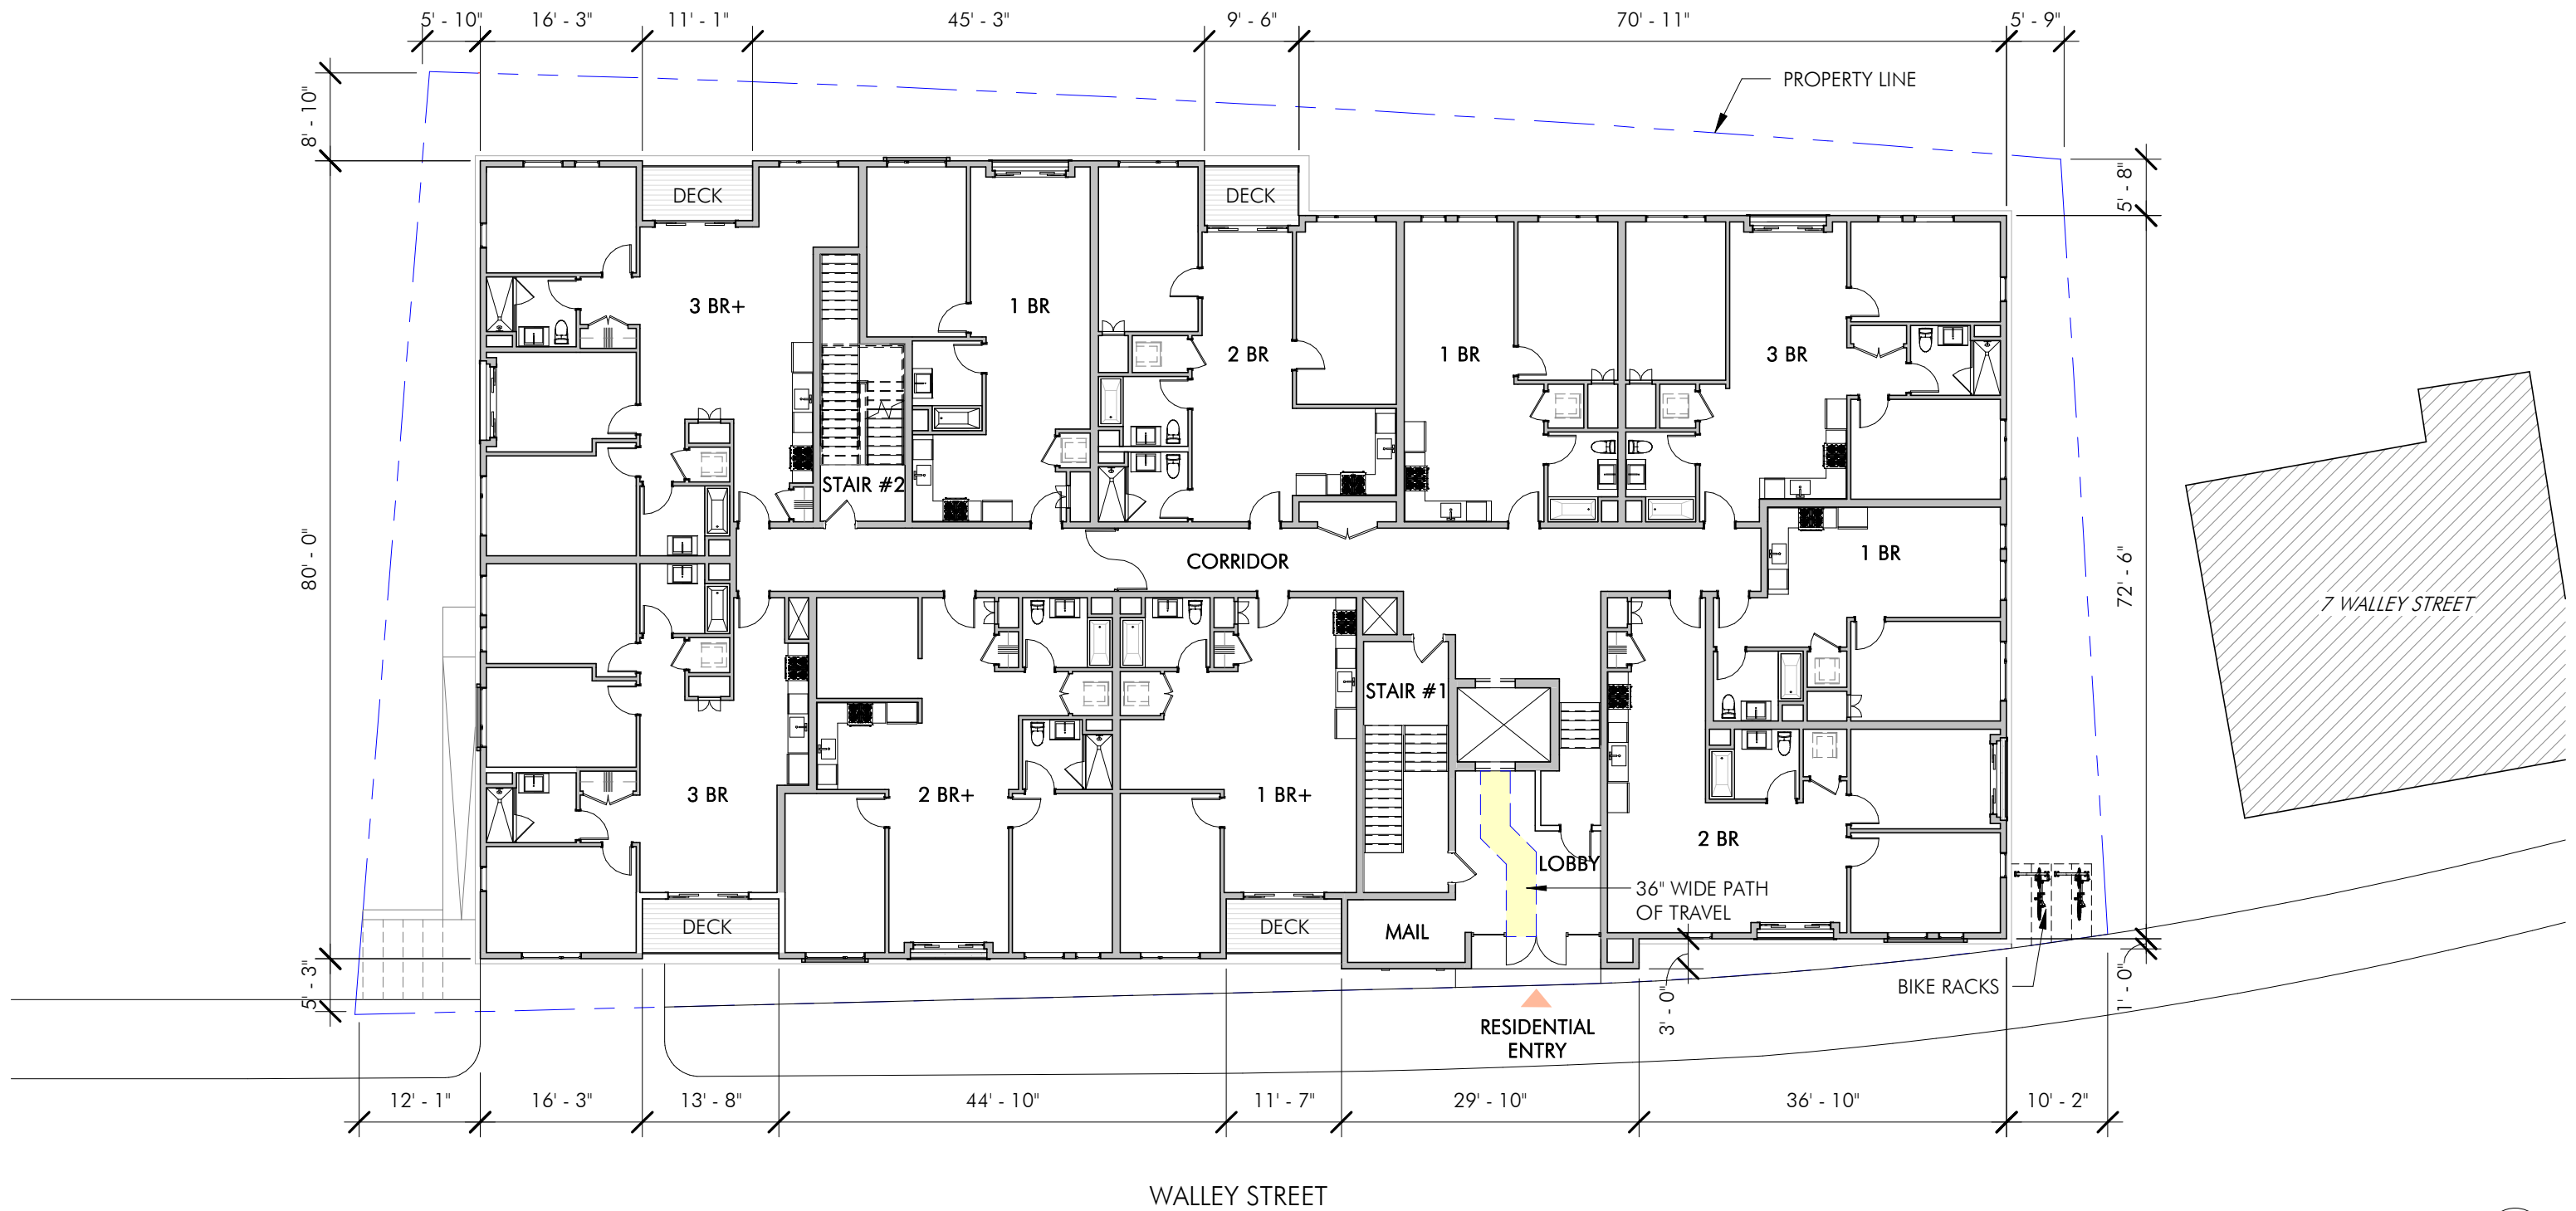 5' - 10" 16' - 3" 11' - 1" 45' - 3" 9' - 6" 70' - 11" 5' - 9"
PROPERTY LINE
8' - 10"
5' - 8"
DECK
DECK
3 BR+
1 BR
2 BR
1 BR
3 BR
STAIR #2
80' - 0"
CORRIDOR
1 BR
72' - 6"
7 WALLEY STREET
STAIR #1
3 BR
2 BR+
1 BR+
2 BR
LOBBY
36" WIDE PATH
OF TRAVEL
DECK
DECK
MAIL
5' - 3"
BIKE RACKS
1' - 0"
3' - 0"
RESIDENTIAL
ENTRY
12' - 1" 16' - 3" 13' - 8" 44' - 10" 11' - 7" 29' - 10" 36' - 10" 10' - 2"
WALLEY STREET